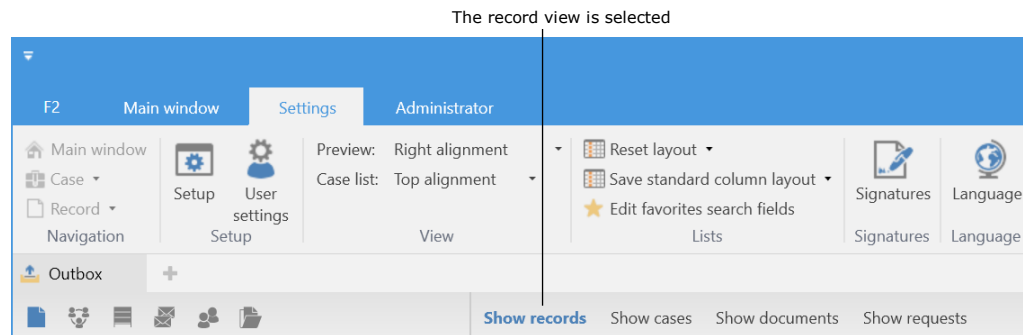 The record view is selected
F2 Main window Settings Administrator
Main window Preview: Right alignment Reset layout
Case Case list: Top alignment Save standard column layout
Setup User settings Signatures Language
Record Edit favorites search fields
Navigation Setup View Lists Signatures Language
Outbox
Show records Show cases Show documents Show requests